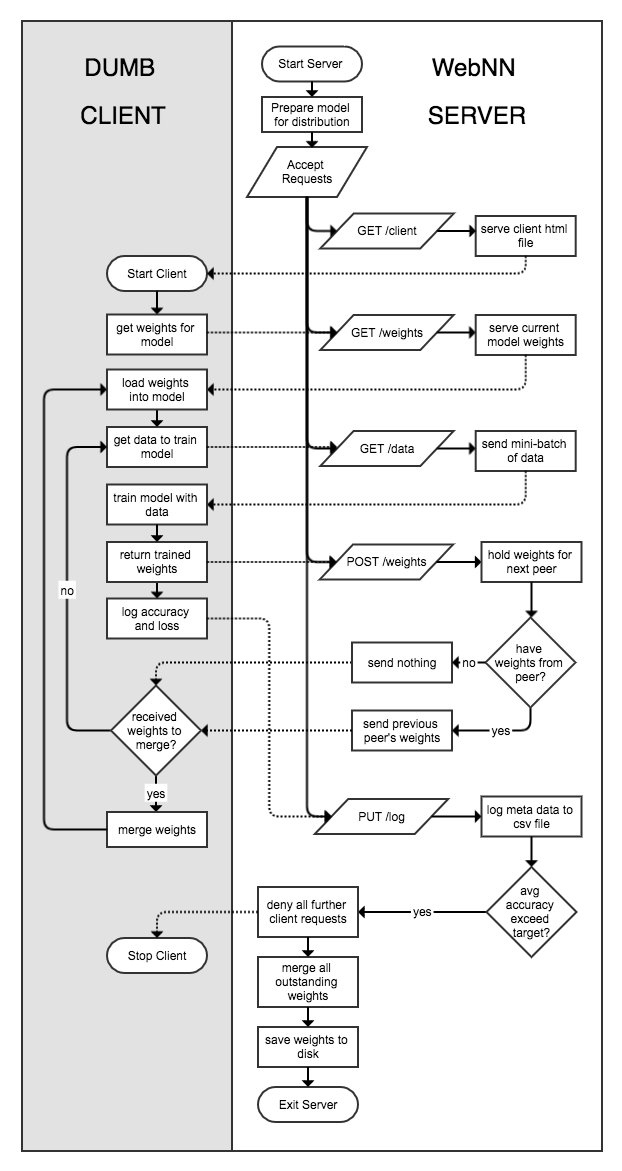 DUMB
CLIENT
WebNN
SERVER
Start Server
Prepare model
for distribution
Accept
Requests
GET /client
serve client html
file
Start Client
get weights for
model
GET /weights
serve current
model weights
load weights
into model
get data to train
model
GET /data
send mini-batch
of data
train model with
data
return trained
weights
POST /weights
hold weights for
next peer
no
log accuracy
and loss
have
weights from
peer?
no
send nothing
received
weights to
merge?
yes
send previous
peer's weights
yes
merge weights
PUT /log
log meta data to
csv file
avg
accuracy
exceed
target?
yes
deny all further
client requests
Stop Client
merge all
outstanding
weights
save weights to
disk
Exit Server